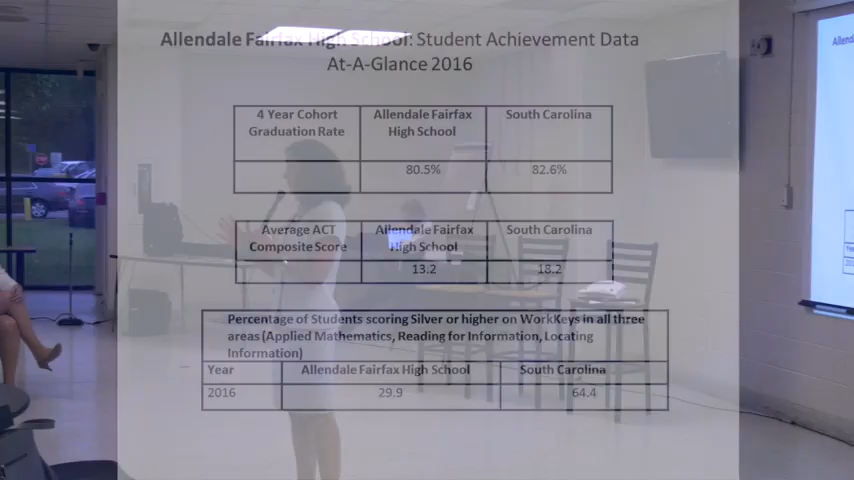 Allendale Fairfax High School: Student Achievement Data
At-A-Glance 2016
4 Year Cohort
Graduation Rate
Allendale Fairfax
High School
South Carolina
80.5%
82.6%
Average ACT
Composite Score
Allendale Fairfax
High School
South Carolina
13.2
18.2
Percentage of Students scoring Silver or higher on WorkKeys in all three
areas (Applied Mathematics, Reading for Information, Locating
Information)
Year
Allendale Fairfax High School
South Carolina
2016
29.9
64.4